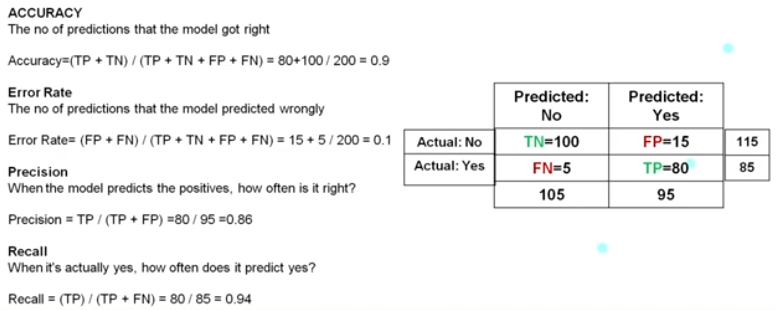 ACCURACY
The no of predictions that the model got right
Accuracy=(TP + TN) / (TP + TN + FP + FN) = 80+100 / 200 = 0.9
Error Rate
The no of predictions that the model predicted wrongly
Error Rate= (FP + FN) / (TP + TN + FP + FN) = 15 + 5 / 200 = 0.1
Precision
When the model predicts the positives, how often is it right?
Precision = TP / (TP + FP) =80 / 95 =0.86
Recall
When it's actually yes, how often does it predict yes?
Recall = (TP) / (TP + FN) = 80 / 85 = 0.94
Predicted: Predicted:
No Yes
Actual: No TN=100 FP=15 115
Actual: Yes FN=5 TP=80 85
105 95